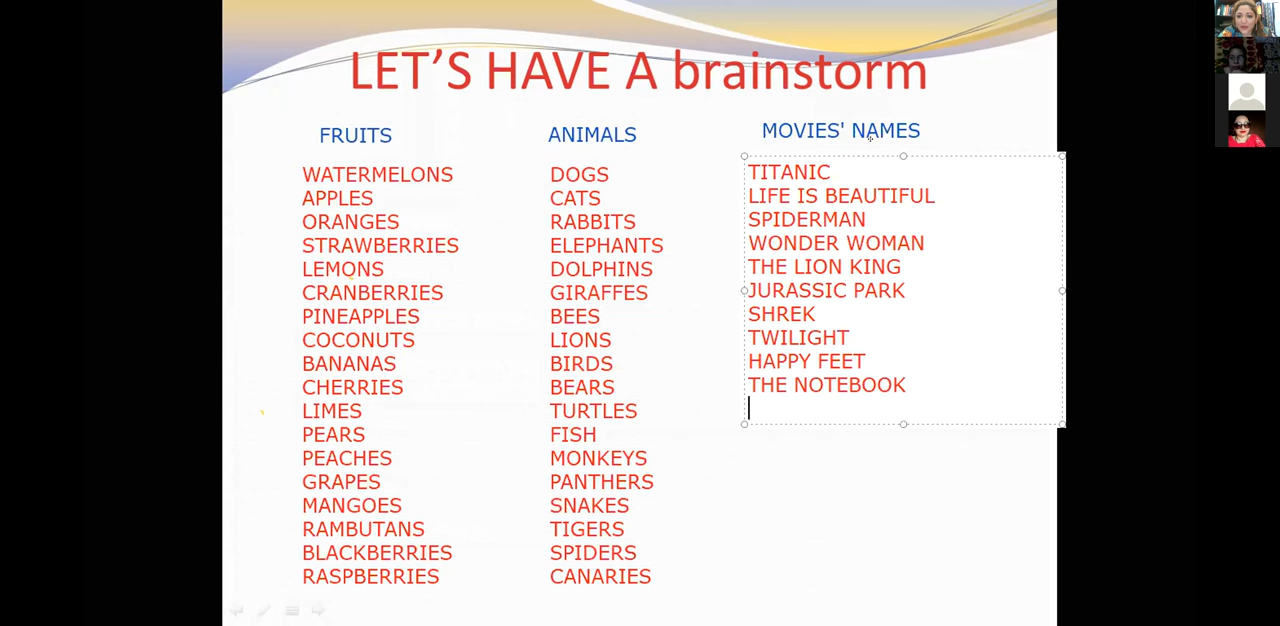 LET'S HAVE A brainstorm
FRUITS
WATERMELONS
APPLES
ORANGES
STRAWBERRIES
LEMONS
CRANBERRIES
PINEAPPLES
COCONUTS
BANANAS
CHERRIES
LIMES
PEARS
PEACHES
GRAPES
MANGOES
RAMBUTANS
BLACKBERRIES
RASPBERRIES
ANIMALS
DOGS
CATS
RABBITS
ELEPHANTS
DOLPHINS
GIRAFFES
BEES
LIONS
BIRDS
BEARS
TURTLES
FISH
MONKEYS
PANTHERS
SNAKES
TIGERS
SPIDERS
CANARIES
MOVIES' NAMES
TITANIC
LIFE IS BEAUTIFUL
SPIDERMAN
WONDER WOMAN
THE LION KING
JURASSIC PARK
SHREK
TWILIGHT
HAPPY FEET
THE NOTEBOOK